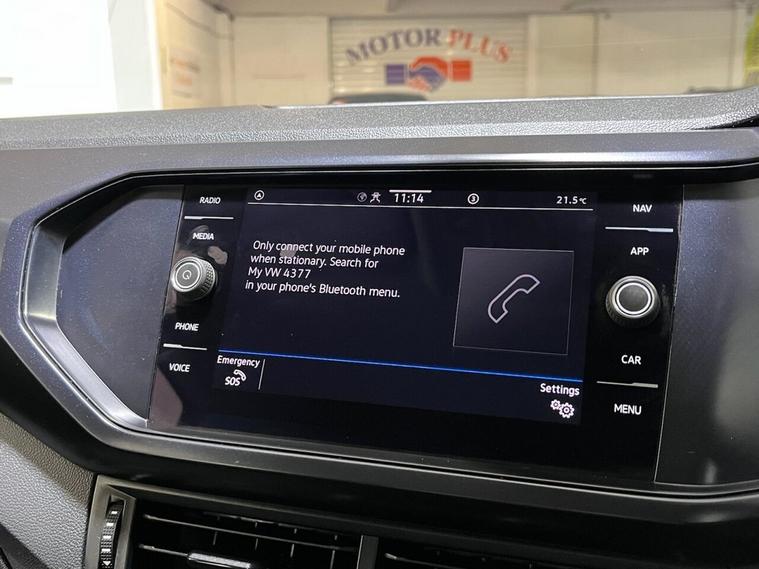 MOTOR PLUS
RADIO
MEDIA
PHONE
VOICE
A
11:14
3
21.5°C
Only connect your mobile phone
when stationary. Search for
My VW 4377
in your phone's Bluetooth menu.
Emergency
SOS
Settings
NAV
APP
CAR
MENU